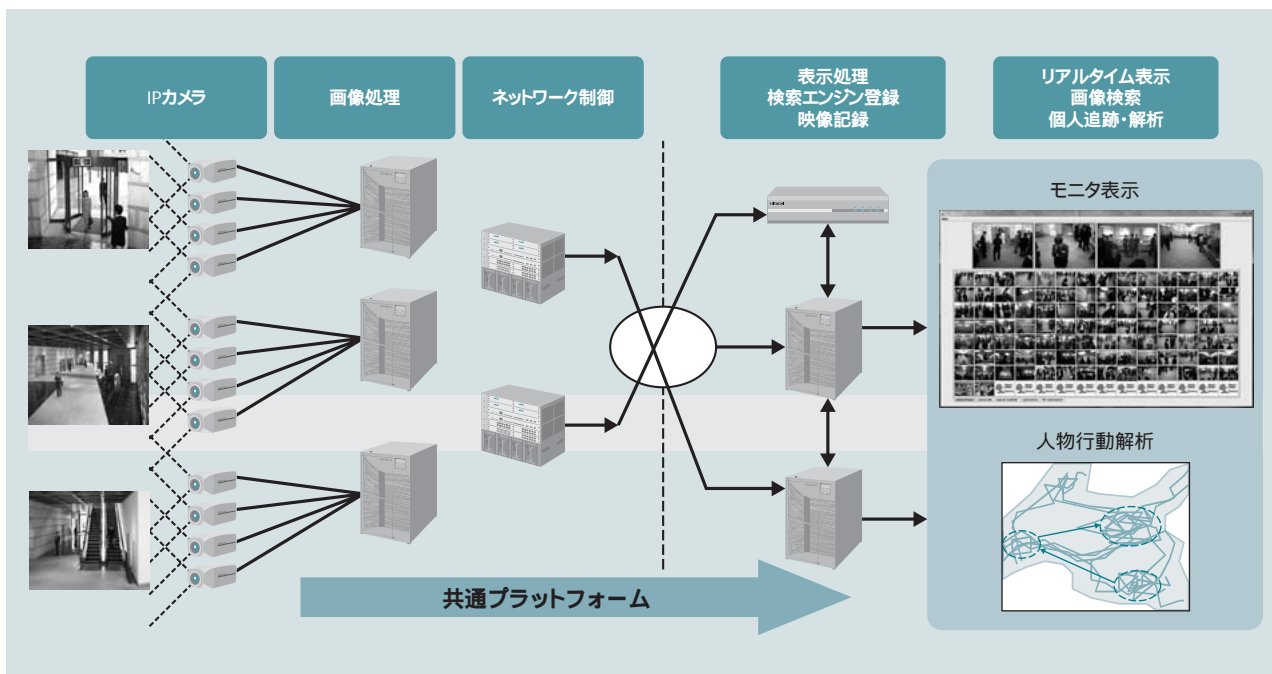 IPカメラ
画像処理
ネットワーク制御
表示処理
検索エンジン登録
映像記録
リアルタイム表示
画像検索
個人追跡・解析
モニタ表示
人物行動解析
共通プラットフォーム